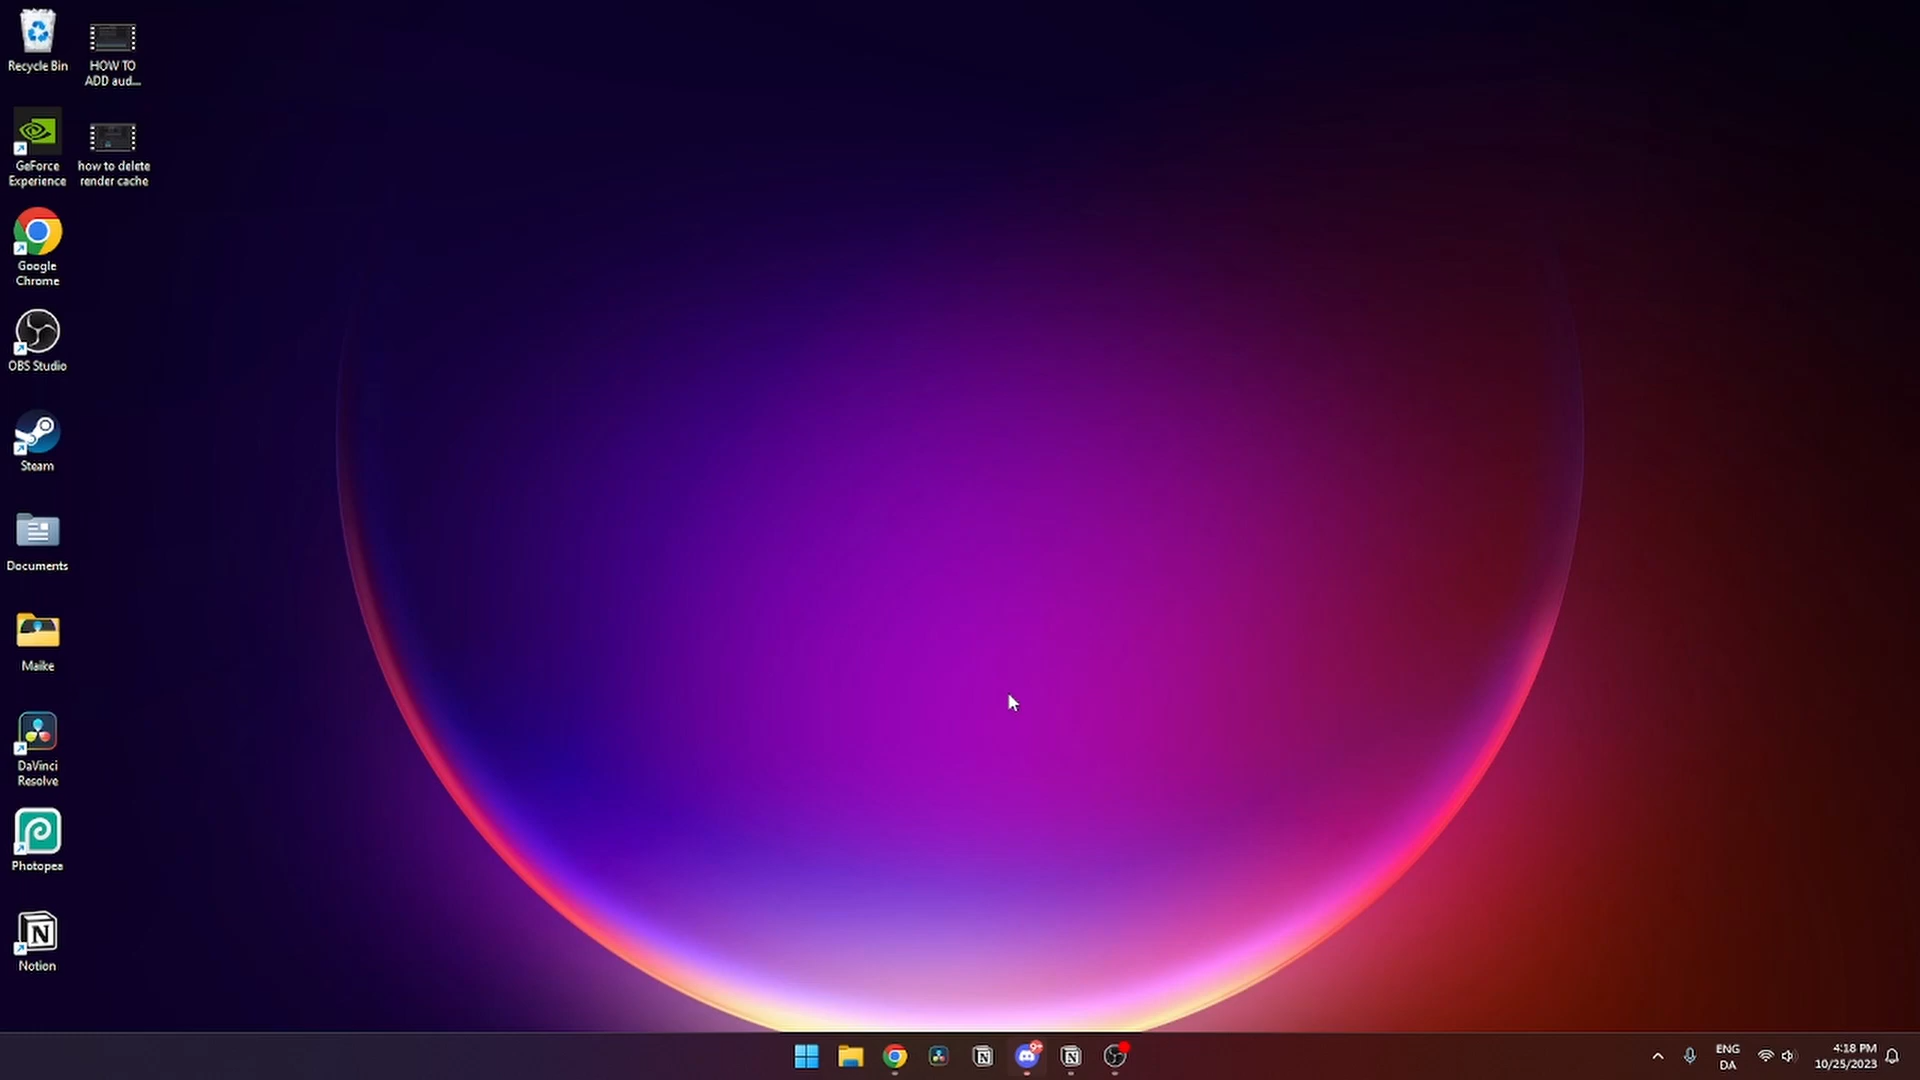 Recycle Bin
HOW TO
ADD aud...
GeForce
Experience
how to delete
render cache
Google
Chrome
OBS Studio
Steam
Documents
Maike
DaVinci
Resolve
Photopea
Notion
9+
ENG
DA
4:18 PM
10/25/2023